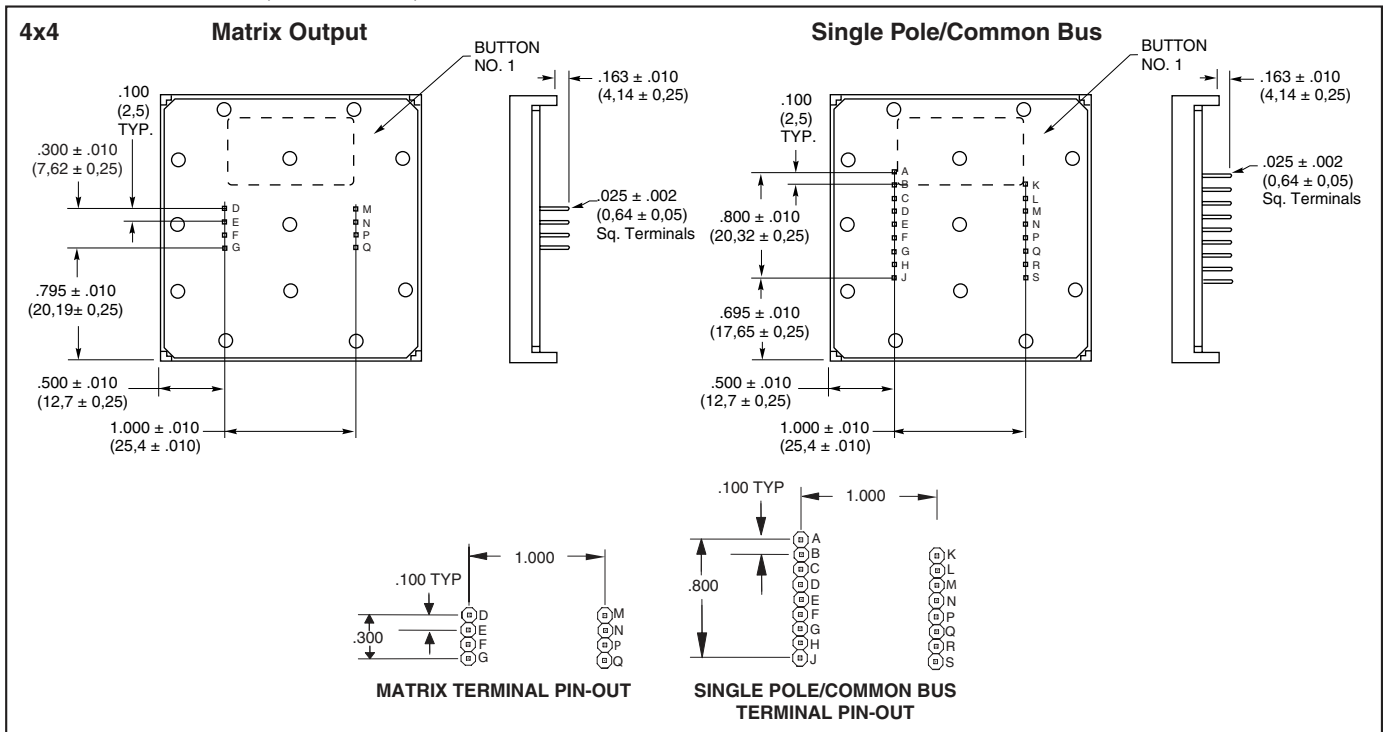 4x4
Matrix Output
BUTTON
NO. 1
.100
(2,5)
TYP.
.300 ± .010
(7,62 ± 0,25)
.795 ± .010
(20,19± 0,25)
.500 ± .010
(12,7 ± 0,25)
1.000 ± .010
(25,4 ± .010)
D
E
F
G
M
N
P
Q
.163 ± .010
(4,14 ± 0,25)
.025 ± .002
(0,64 ± 0,05)
Sq. Terminals
Single Pole/Common Bus
BUTTON
NO. 1
.100
(2,5)
TYP.
.800 ± .010
(20,32 ± 0,25)
.695 ± .010
(17,65 ± 0,25)
.500 ± .010
(12,7 ± 0,25)
1.000 ± .010
(25,4 ± .010)
A
B
C
D
E
F
G
H
J
K
L
M
N
P
Q
R
S
.163 ± .010
(4,14 ± 0,25)
.025 ± .002
(0,64 ± 0,05)
Sq. Terminals
1.000
.100 TYP
.300
D
E
F
G
M
N
P
Q
MATRIX TERMINAL PIN-OUT
.100 TYP
1.000
.800
A
B
C
D
E
F
G
H
J
K
L
M
N
P
Q
R
S
SINGLE POLE/COMMON BUS
TERMINAL PIN-OUT